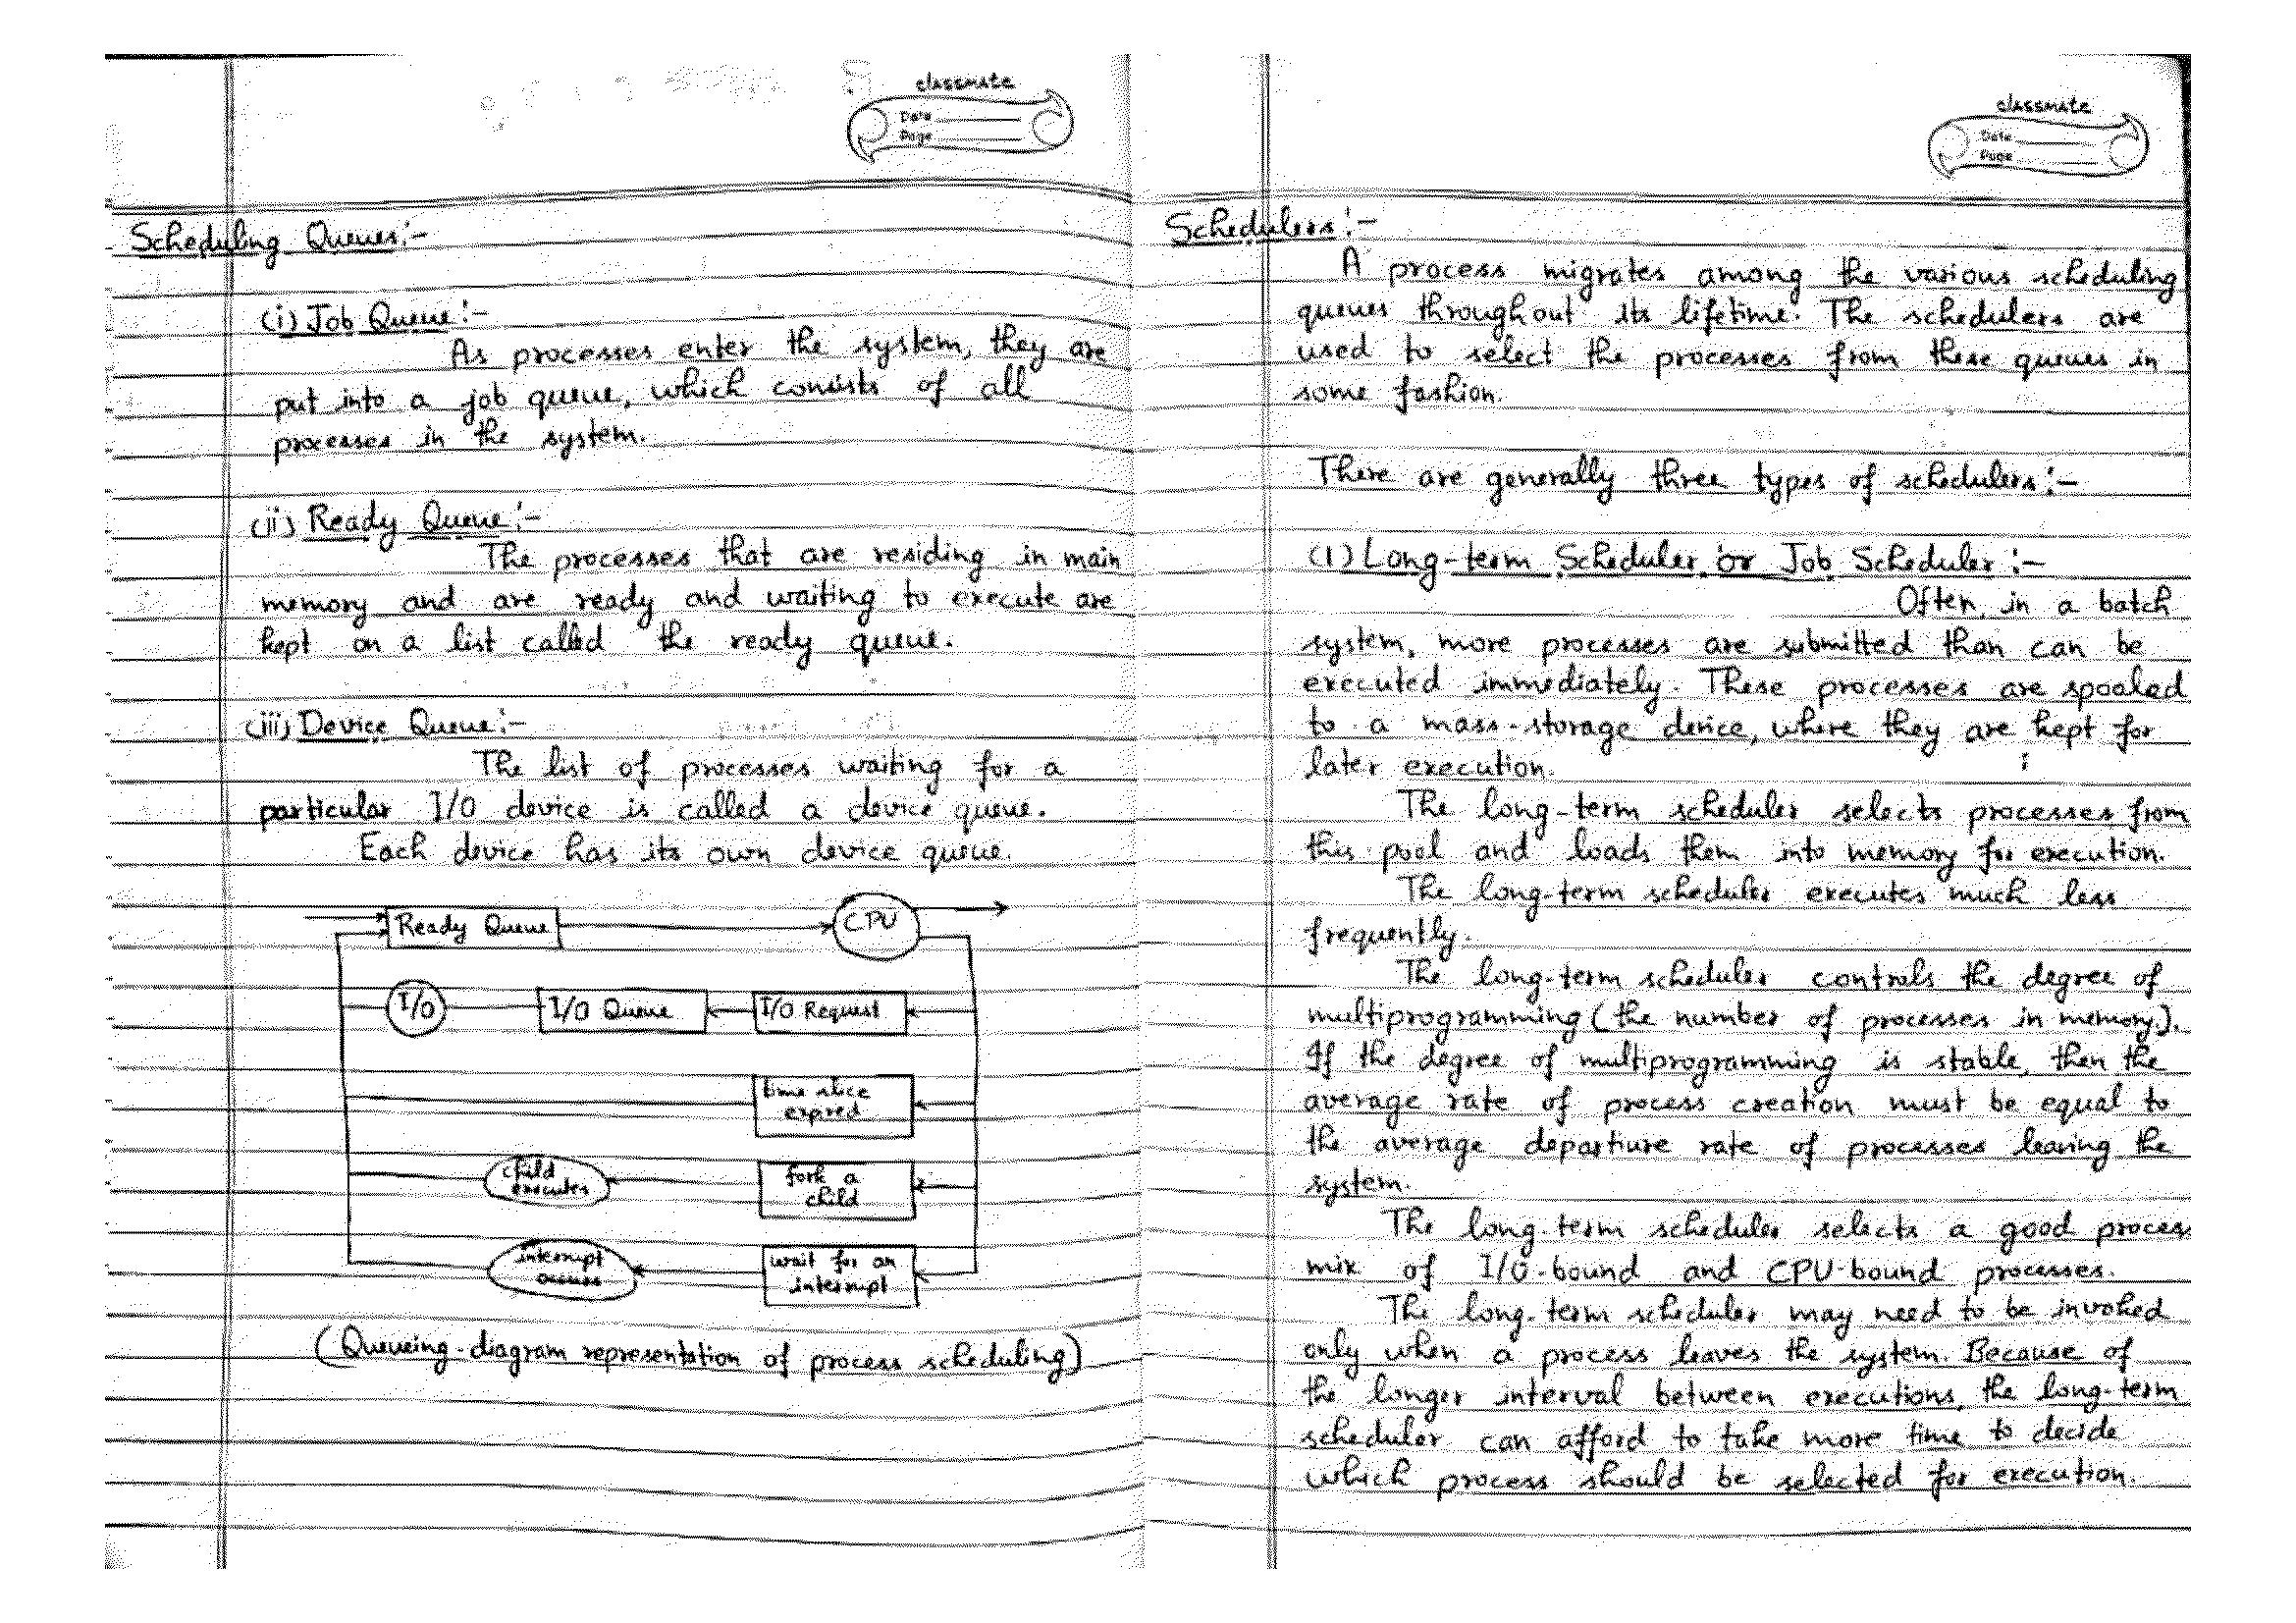 classmate
Date
Page
Scheduling Queues:-
(i) Job Queue:-
As processes enter the system, they are
put into a job queue, which consists of all
processes in the system.
(ii) Ready Queue:-
The processes that are residing in main
memory and are ready and waiting to execute are
kept on a list called the ready queue.
(iii) Device Queue:-
The list of processes waiting for a
particular I/O device is called a device queue.
Each device has its own device queue.
Ready Queue
CPU
I/O
I/O Queue
I/O Request
time slice
expired
child
executes
fork a
child
interrupt
occurs
wait for an
interrupt
(Queueing-diagram representation of process scheduling)
classmate
Date
Page
Schedulers:-
A process migrates among the various scheduling
queues throughout its lifetime. The schedulers are
used to select the processes from these queues in
some fashion.
There are generally three types of schedulers:-
(1) Long-term Scheduler or Job Scheduler:-
Often, in a batch
system, more processes are submitted than can be
executed immediately. These processes are spooled
to a mass-storage device, where they are kept for
later execution.
The long-term scheduler selects processes from
this pool and loads them into memory for execution.
The long-term scheduler executes much less
frequently.
The long-term scheduler controls the degree of
multiprogramming (the number of processes in memory).
If the degree of multiprogramming is stable, then the
average rate of process creation must be equal to
the average departure rate of processes leaving the
system.
The long-term scheduler selects a good process
mix of I/O-bound and CPU-bound processes.
The long-term scheduler may need to be invoked
only when a process leaves the system. Because of
the longer interval between executions, the long-term
scheduler can afford to take more time to decide
which process should be selected for execution.